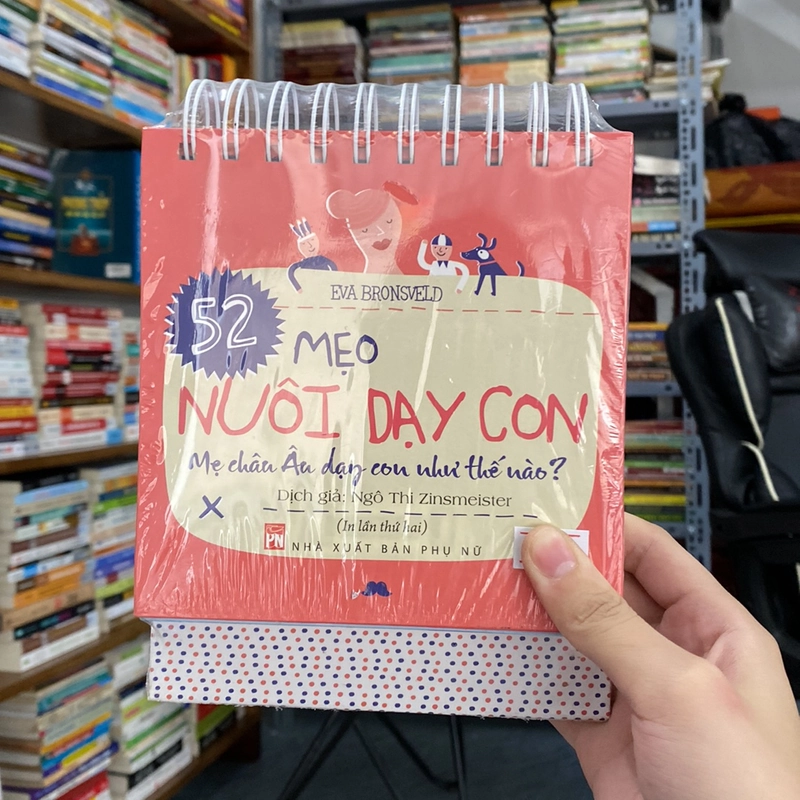 EVA BRONSVELD
52
MẸO
NUÔI DẠY CON
Mẹ châu Âu dạy con như thế nào?
Dịch giả: Ngô Thị Zinsmeister
(In lần thứ hai)
PN NHÀ XUẤT BẢN PHỤ NỮ